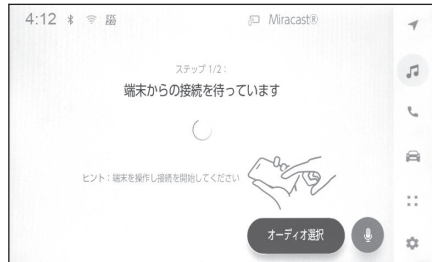 4:12
Miracast®
ステップ 1/2：
端末からの接続を待っています
ヒント：端末を操作し接続を開始してください
オーディオ選択